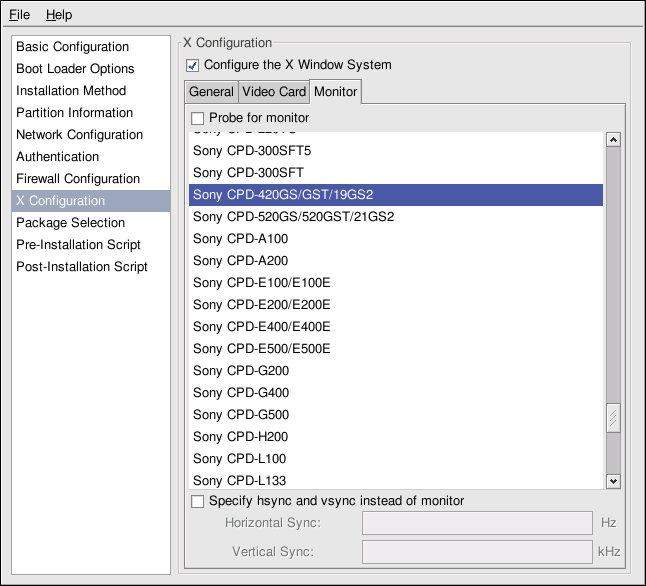 File Help
Basic Configuration
Boot Loader Options
Installation Method
Partition Information
Network Configuration
Authentication
Firewall Configuration
X Configuration
Package Selection
Pre-Installation Script
Post-Installation Script
X Configuration
Configure the X Window System
General Video Card Monitor
Probe for monitor
Sony CPD-300SFT5
Sony CPD-300SFT
Sony CPD-420GS/GST/19GS2
Sony CPD-520GS/520GST/21GS2
Sony CPD-A100
Sony CPD-A200
Sony CPD-E100/E100E
Sony CPD-E200/E200E
Sony CPD-E400/E400E
Sony CPD-E500/E500E
Sony CPD-G200
Sony CPD-G400
Sony CPD-G500
Sony CPD-H200
Sony CPD-L100
Sony CPD-L133
Specify hsync and vsync instead of monitor
Horizontal Sync: Hz
Vertical Sync: kHz